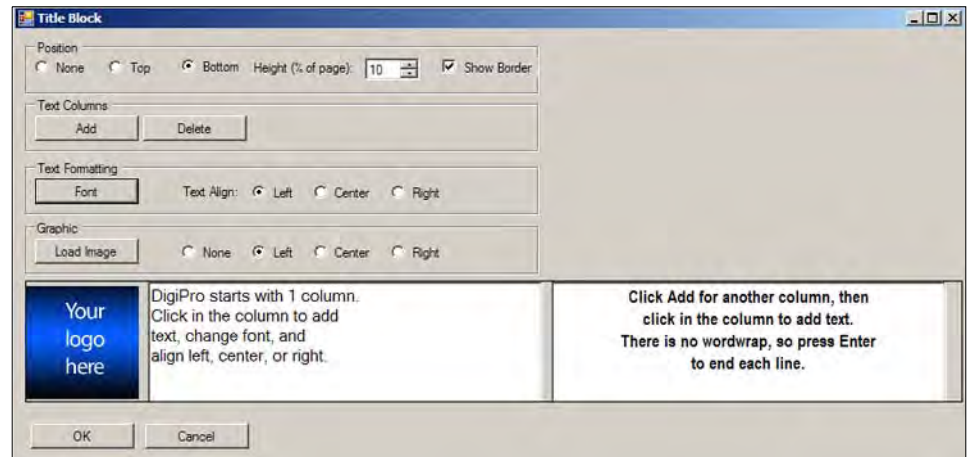 Title Block
Position
None Top Bottom Height (% of page): 10 Show Border
Text Columns
Add Delete
Text Formatting
Font Text Align: Left Center Right
Graphic
Load Image None Left Center Right
Your
logo
here
DigiPro starts with 1 column.
Click in the column to add
text, change font, and
align left, center, or right.
Click Add for another column, then
click in the column to add text.
There is no wordwrap, so press Enter
to end each line.
OK Cancel